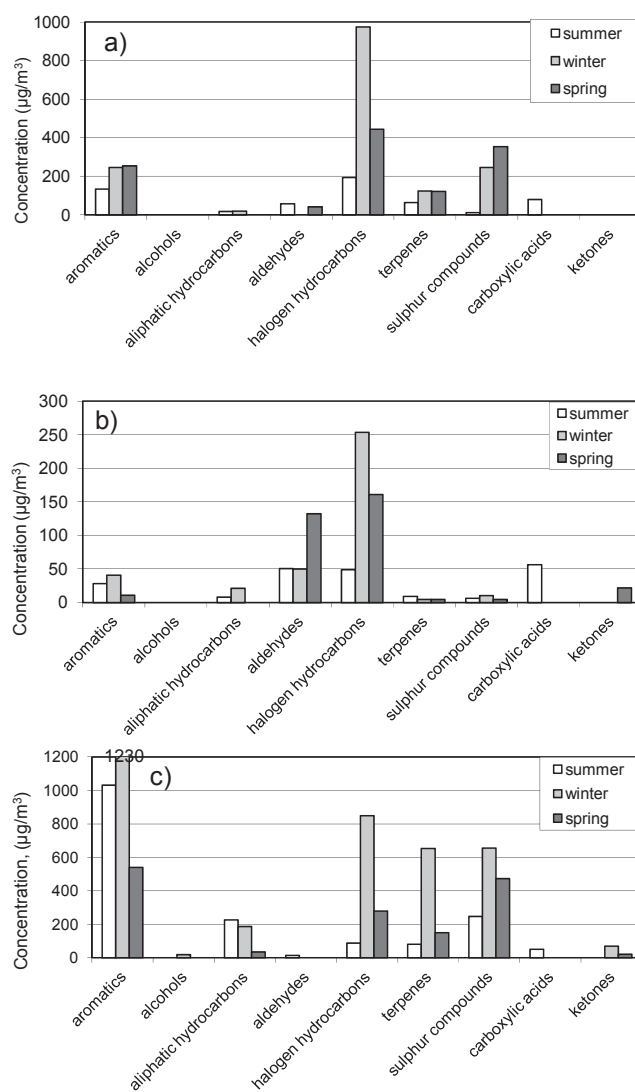 a)
summer
winter
spring
Concentration (µg/m³)
1000
800
600
400
200
0
aromatics
alcohols
aliphatic hydrocarbons
aldehydes
halogen hydrocarbons
terpenes
sulphur compounds
carboxylic acids
ketones
b)
summer
winter
spring
Concentration (µg/m³)
300
250
200
150
100
50
0
aromatics
alcohols
aliphatic hydrocarbons
aldehydes
halogen hydrocarbons
terpenes
sulphur compounds
carboxylic acids
ketones
c)
summer
winter
spring
Concentration, (µg/m³)
1200
1000
800
600
400
200
0
1230
aromatics
alcohols
aliphatic hydrocarbons
aldehydes
halogen hydrocarbons
terpenes
sulphur compounds
carboxylic acids
ketones